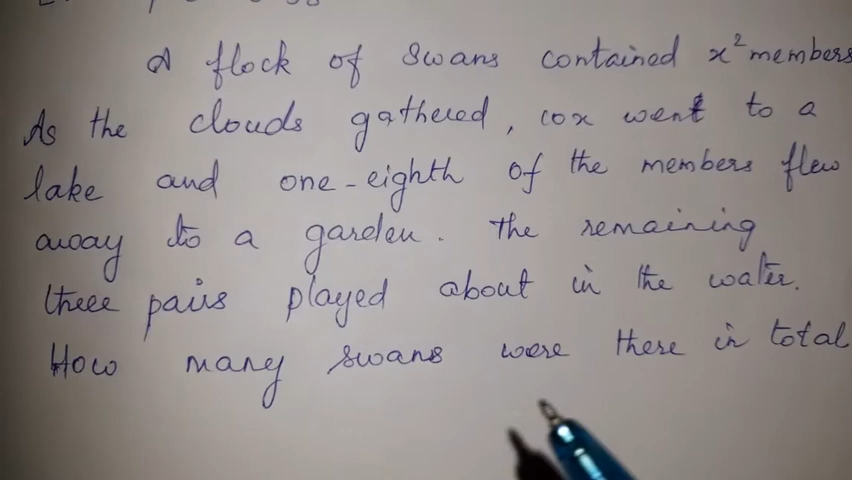 A flock of swans contained x² members
As the clouds gathered, 10x went to a
lake and one-eighth of the members flew
away to a garden. The remaining
three pairs played about in the water.
How many swans were there in total